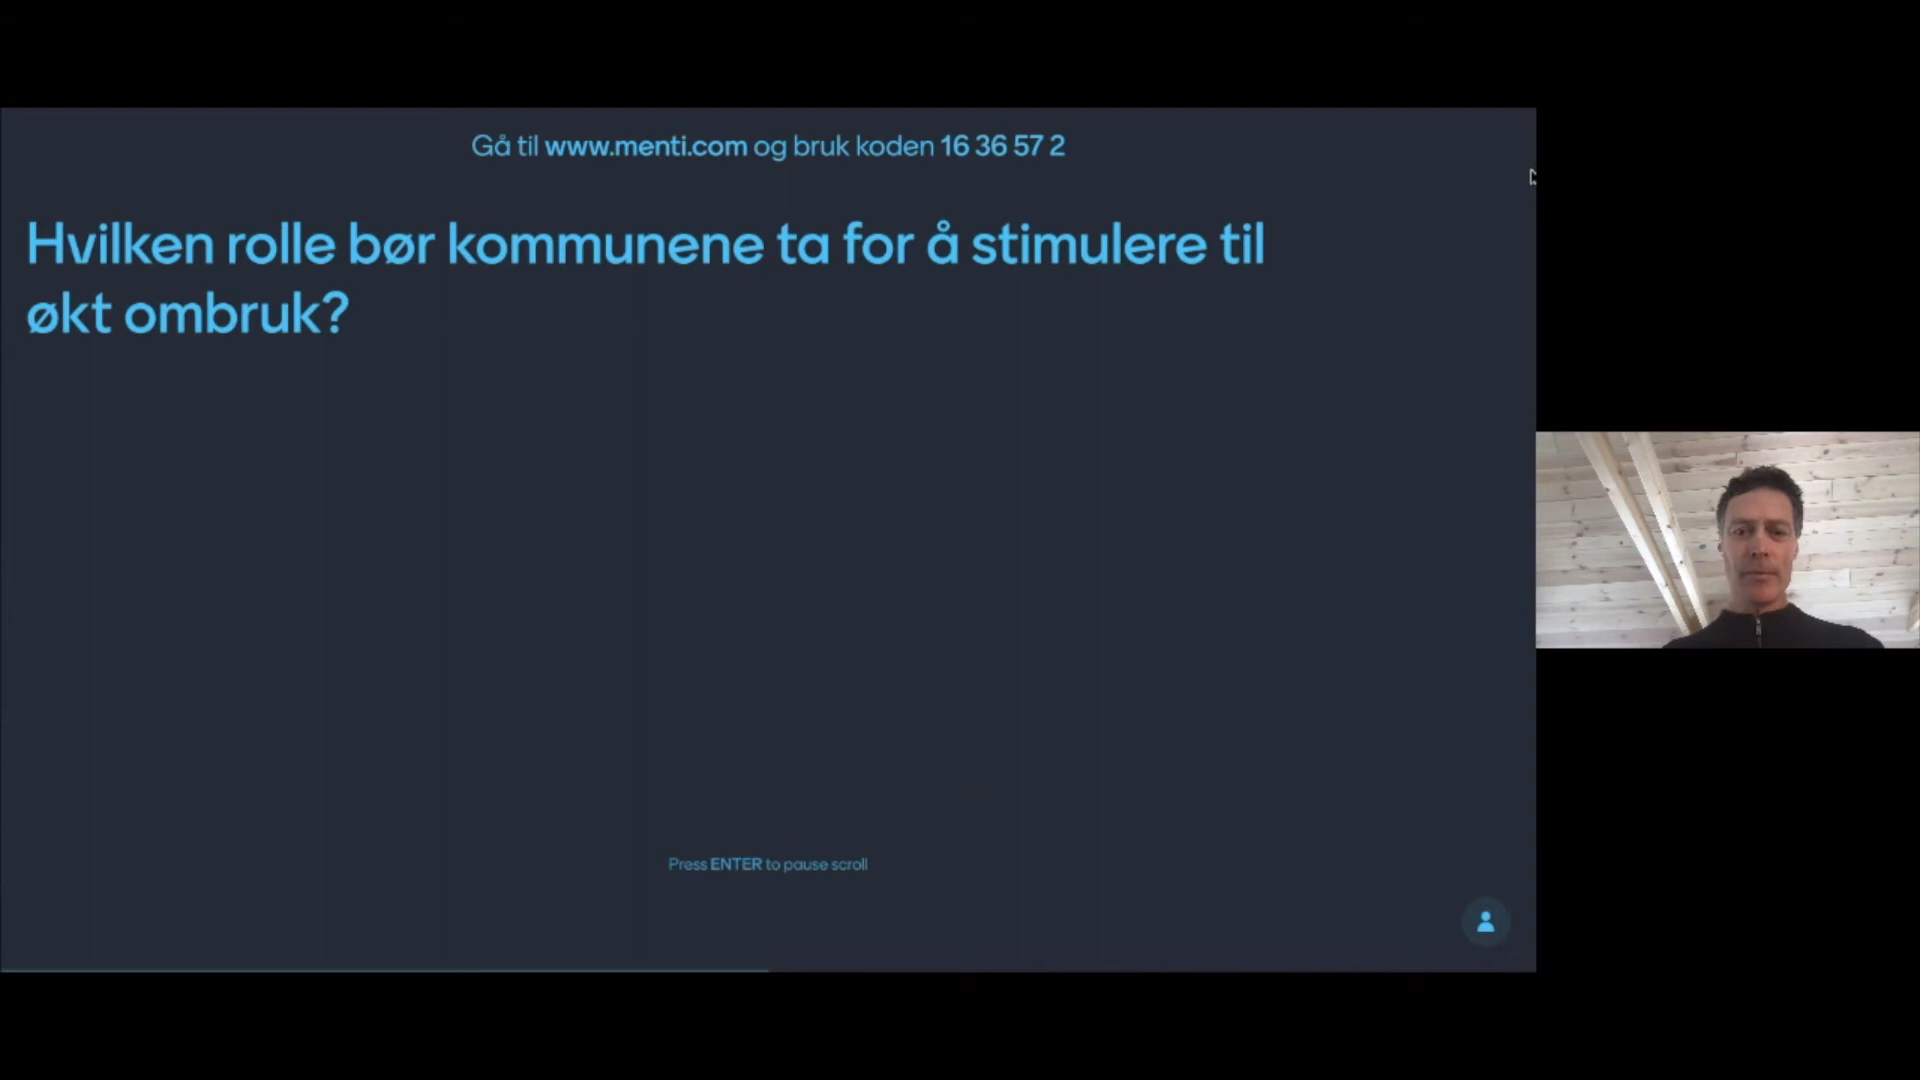 Gå til www.menti.com og bruk koden 16 36 57 2
Hvilken rolle bør kommunene ta for å stimulere til
økt ombruk?
Press ENTER to pause scroll